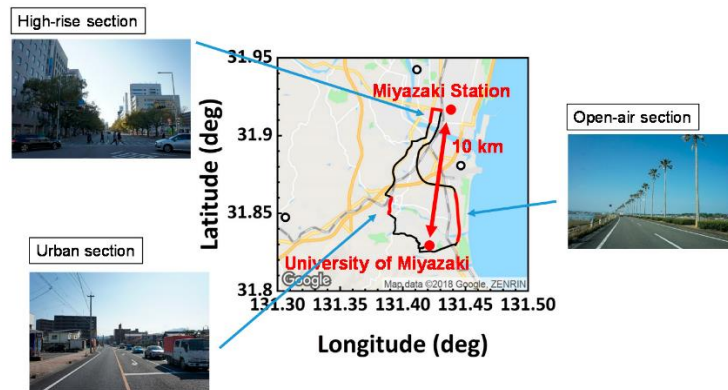 High-rise section
31.95
Miyazaki Station
31.9
Open-air section
10 km
Latitude (deg)
31.85
Urban section
University of Miyazaki
Google
Map data ©2018 Google, ZENRIN
31.8
131.30 131.35 131.40 131.45 131.50
Longitude (deg)